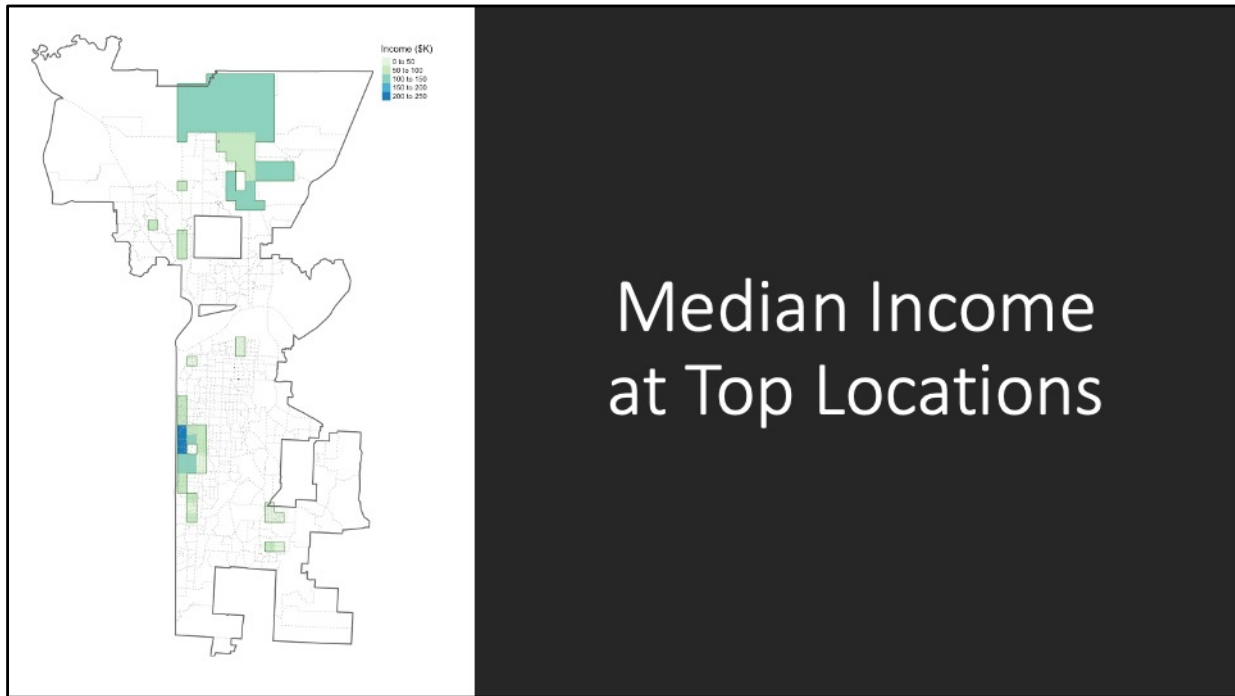 Income ($K)
0 to 50
50 to 100
100 to 150
150 to 200
200 to 250
Median Income
at Top Locations